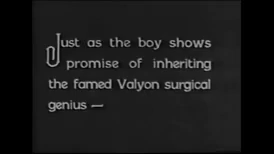 Just as the boy shows
promise of inheriting
the famed Valyon surgical
genius —